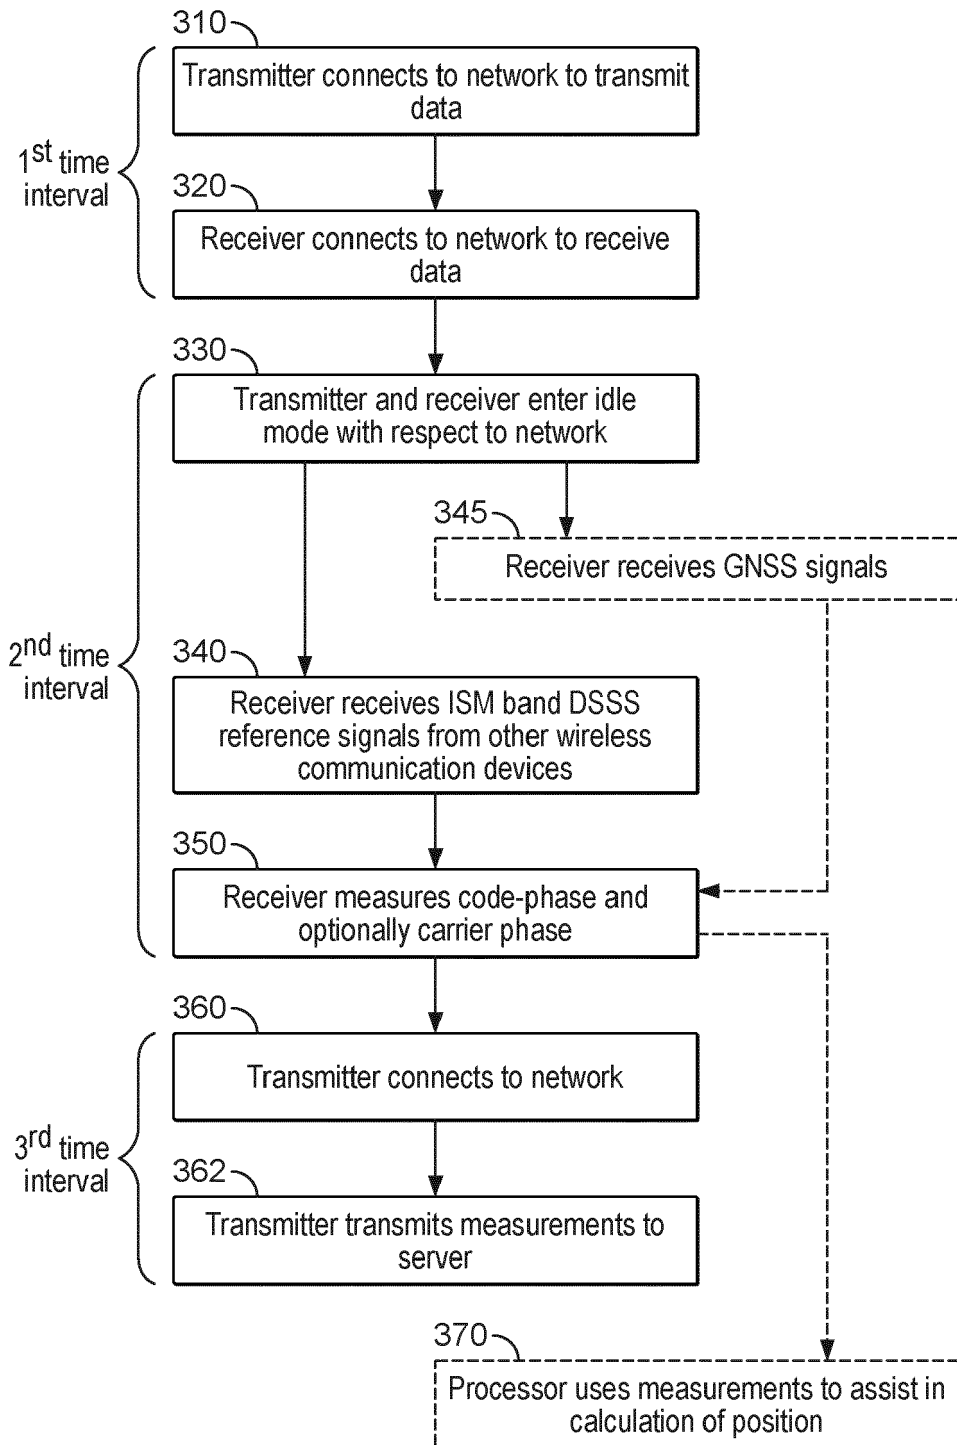 310
Transmitter connects to network to transmit
data
1st time
interval
320
Receiver connects to network to receive
data
330
Transmitter and receiver enter idle
mode with respect to network
345
Receiver receives GNSS signals
2nd time
interval
340
Receiver receives ISM band DSSS
reference signals from other wireless
communication devices
350
Receiver measures code-phase and
optionally carrier phase
360
Transmitter connects to network
3rd time
interval
362
Transmitter transmits measurements to
server
370
Processor uses measurements to assist in
calculation of position